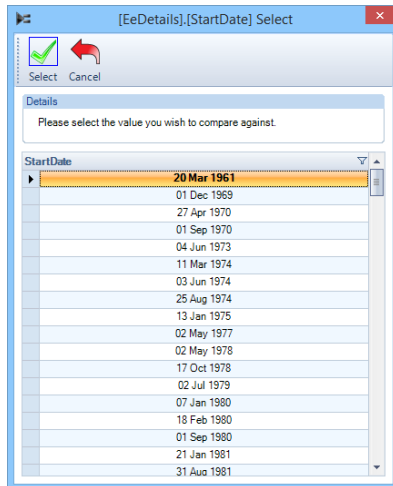 [EeDetails].[StartDate] Select
Select Cancel
Details
Please select the value you wish to compare against.
StartDate
20 Mar 1961
01 Dec 1969
27 Apr 1970
01 Sep 1970
04 Jun 1973
11 Mar 1974
03 Jun 1974
25 Aug 1974
13 Jan 1975
02 May 1977
02 May 1978
17 Oct 1978
02 Jul 1979
07 Jan 1980
18 Feb 1980
01 Sep 1980
21 Jan 1981
31 Aug 1981